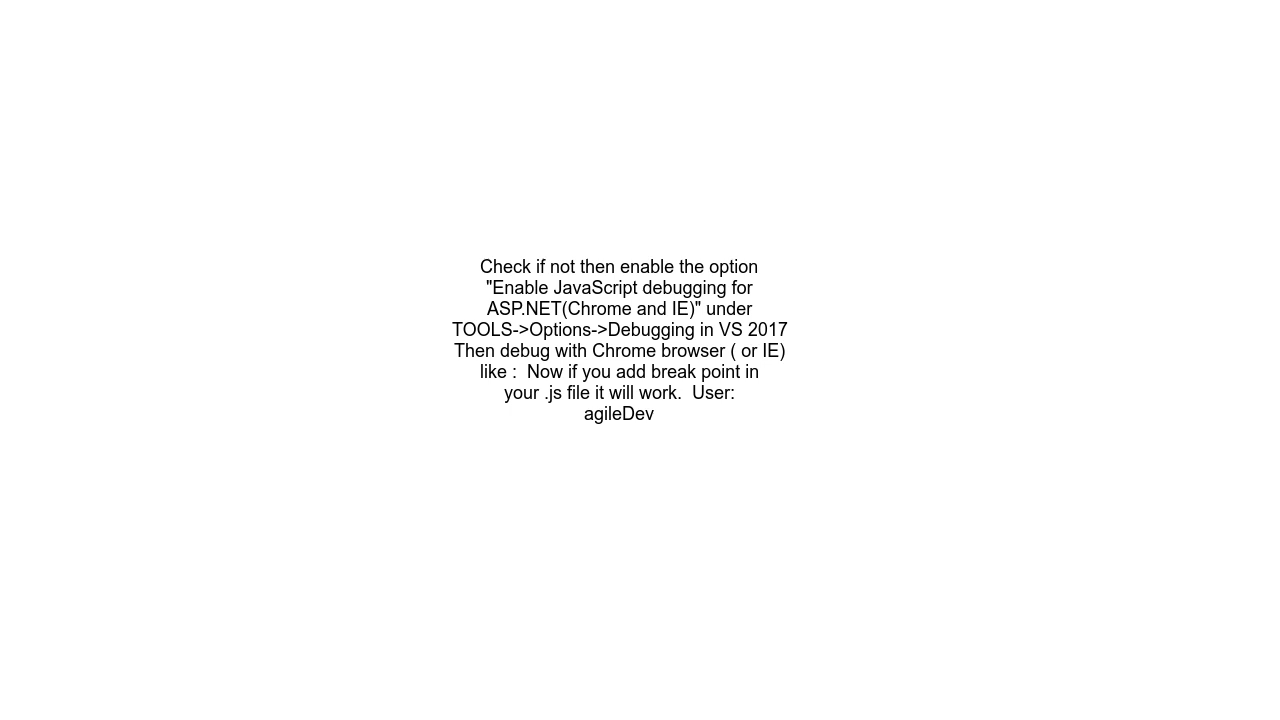 Check if not then enable the option
"Enable JavaScript debugging for
ASP.NET(Chrome and IE)" under
TOOLS->Options->Debugging in VS 2017
Then debug with Chrome browser ( or IE)
like :  Now if you add break point in
your .js file it will work.  User:
agileDev